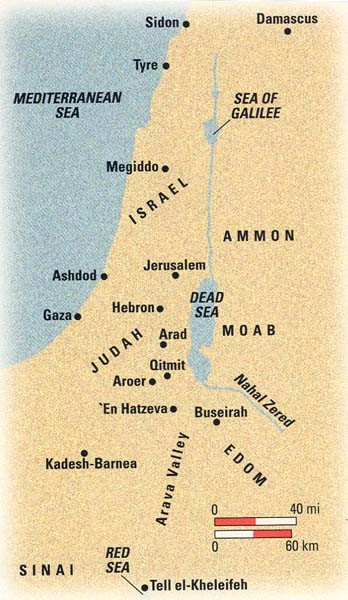 Sidon
Damascus
Tyre
MEDITERRANEAN
SEA
SEA OF
GALILEE
Megiddo
ISRAEL
AMMON
Ashdod
Jerusalem
Gaza
Hebron
DEAD
SEA
MOAB
JUDAH
Arad
Qitmit
Aroer
Nahal Zered
`En Hatzeva
Buseirah
Kadesh-Barnea
Arava Valley
EDOM
0 40 mi
0 60 km
RED
SEA
SINAI
Tell el-Kheleifeh